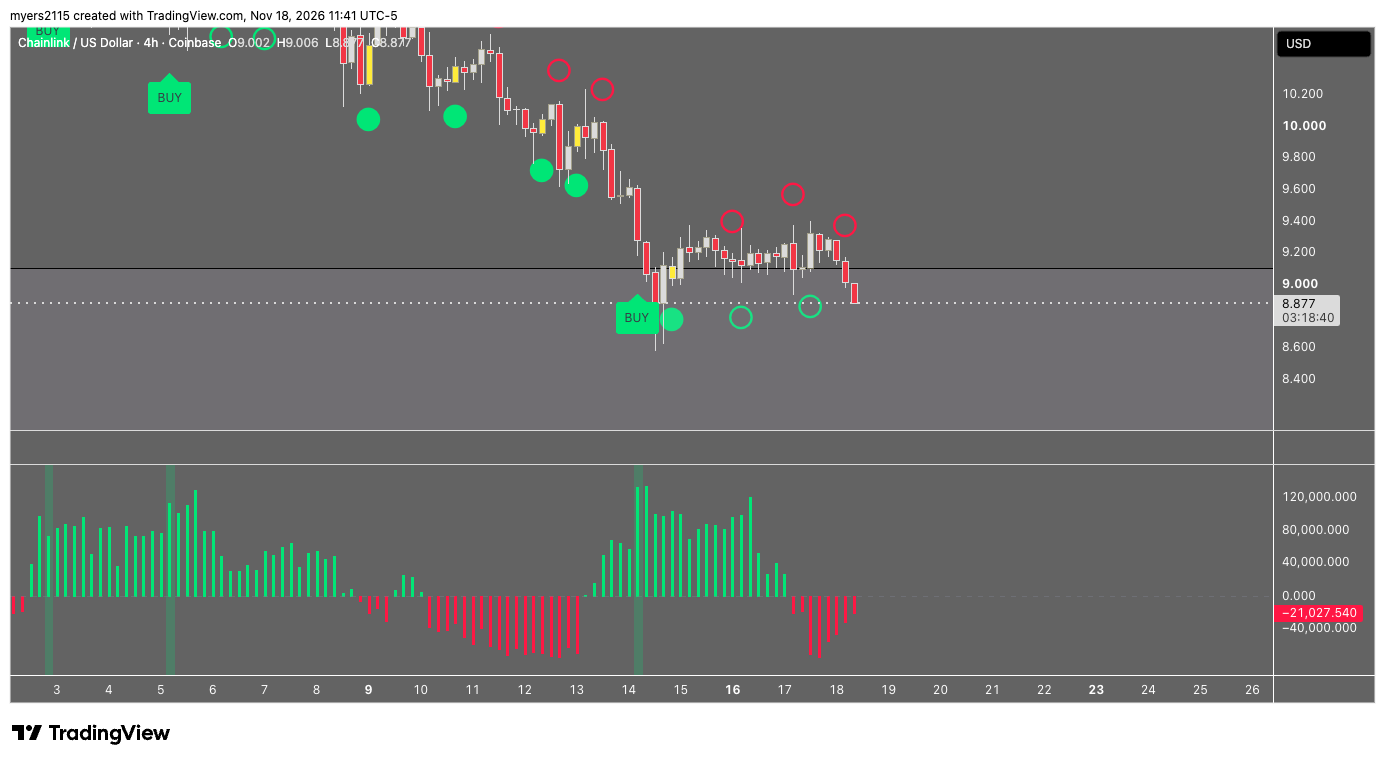 myers2115 created with TradingView.com, Nov 18, 2026 11:41 UTC-5
BUY
Chainlink / US Dollar · 4h · Coinbase O9.002 H9.006 L8.877 C8.877
USD
BUY
10.200
10.000
9.800
9.600
9.400
9.200
9.000
BUY
8.877
03:18:40
8.600
8.400
120,000.000
80,000.000
40,000.000
0.000
−21,027.540
−40,000.000
3 4 5 6 7 8 9 10 11 12 13 14 15 16 17 18 19 20 21 22 23 24 25 26
TradingView